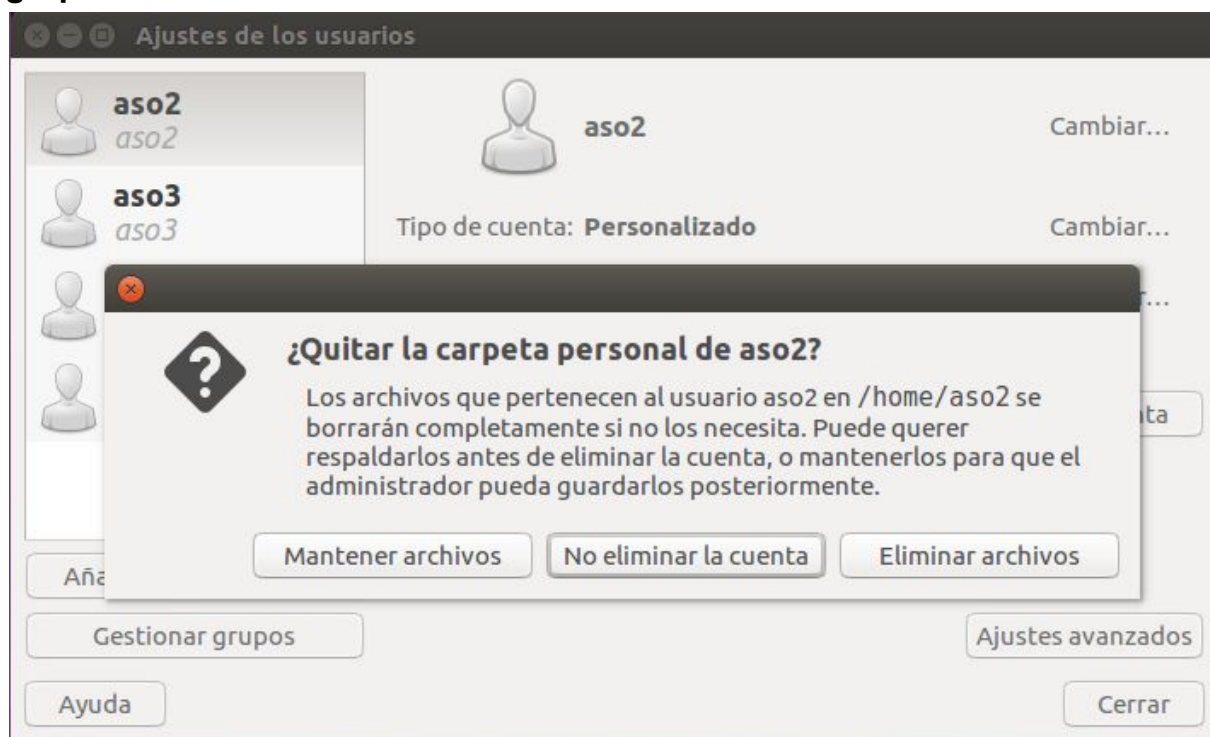 Ajustes de los usuarios
aso2
aso2
aso2
Cambiar...
aso3
aso3
Tipo de cuenta: Personalizado
Cambiar...
¿Quitar la carpeta personal de aso2?
Los archivos que pertenecen al usuario aso2 en /home/aso2 se
borrarán completamente si no los necesita. Puede querer
respaldarlos antes de eliminar la cuenta, o mantenerlos para que el
administrador pueda guardarlos posteriormente.
Mantener archivos
No eliminar la cuenta
Eliminar archivos
Gestionar grupos
Ajustes avanzados
Ayuda
Cerrar